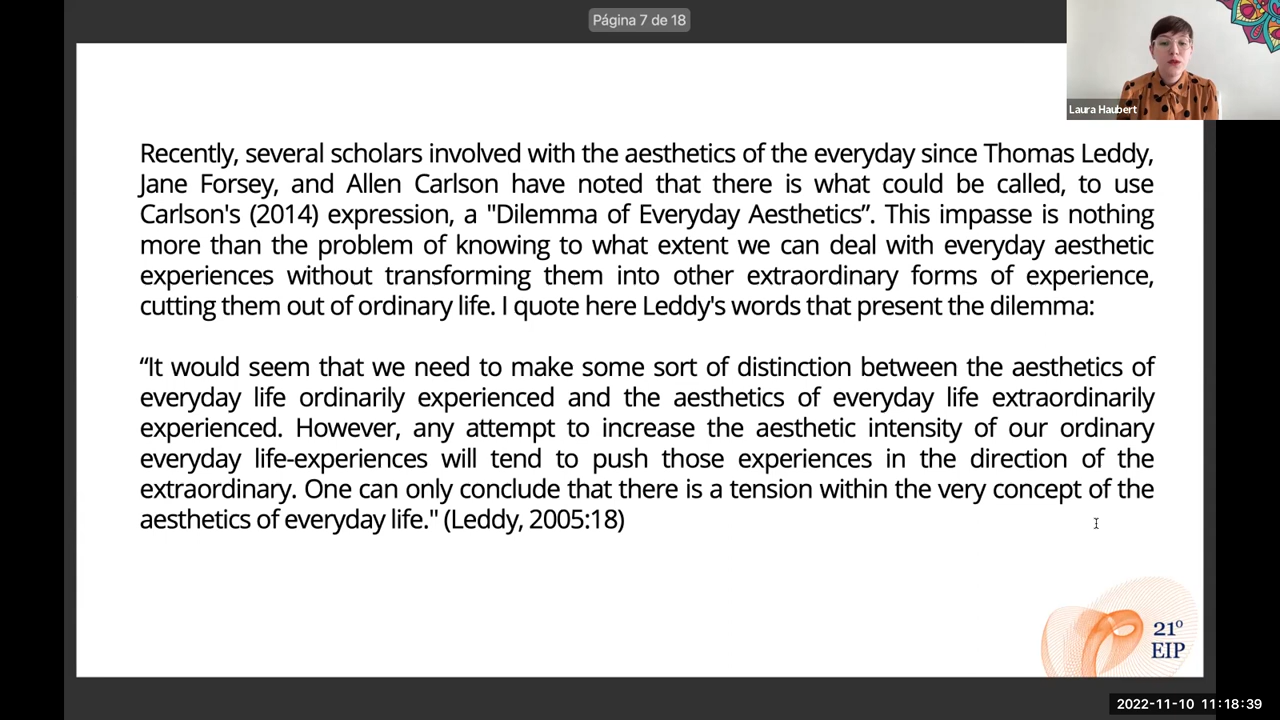 Página 7 de 18
Laura Haubert
Recently, several scholars involved with the aesthetics of the everyday since Thomas Leddy,
Jane Forsey, and Allen Carlson have noted that there is what could be called, to use
Carlson's (2014) expression, a "Dilemma of Everyday Aesthetics”. This impasse is nothing
more than the problem of knowing to what extent we can deal with everyday aesthetic
experiences without transforming them into other extraordinary forms of experience,
cutting them out of ordinary life. I quote here Leddy's words that present the dilemma:
“It would seem that we need to make some sort of distinction between the aesthetics of
everyday life ordinarily experienced and the aesthetics of everyday life extraordinarily
experienced. However, any attempt to increase the aesthetic intensity of our ordinary
everyday life-experiences will tend to push those experiences in the direction of the
extraordinary. One can only conclude that there is a tension within the very concept of the
aesthetics of everyday life." (Leddy, 2005:18)
21º
EIP
2022-11-10 11:18:39